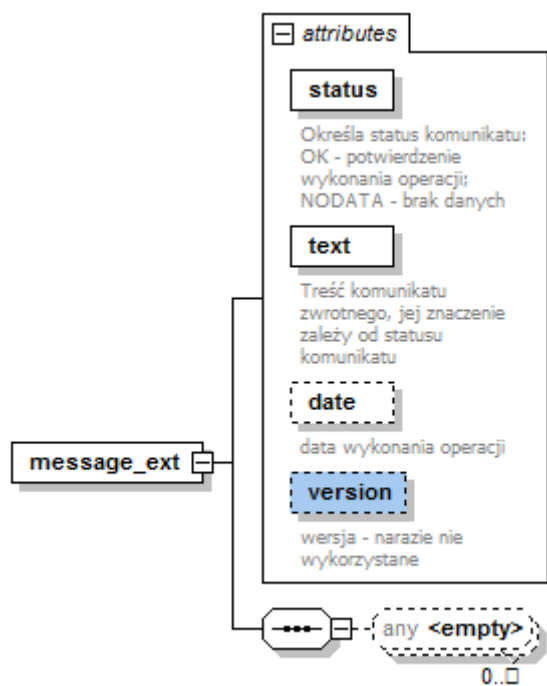 attributes
status
Określa status komunikatu:
OK - potwierdzenie
wykonania operacji;
NODATA - brak danych
text
Treść komunikatu
zwrotnego, jej znaczenie
zależy od statusu
komunikatu
date
data wykonania operacji
message_ext
version
wersja - narazie nie
wykorzystane
any <empty>
0..□